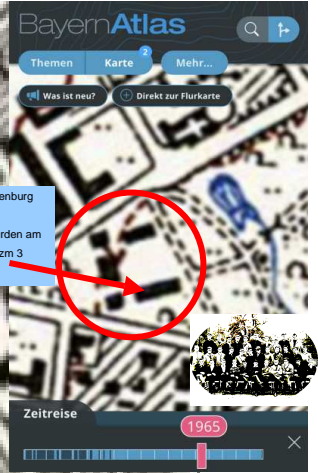 BayernAtlas
2
Themen Karte Mehr...
Was ist neu? Direkt zur Flurkarte
enburg
rden am
zm 3
Zeitreise
1965